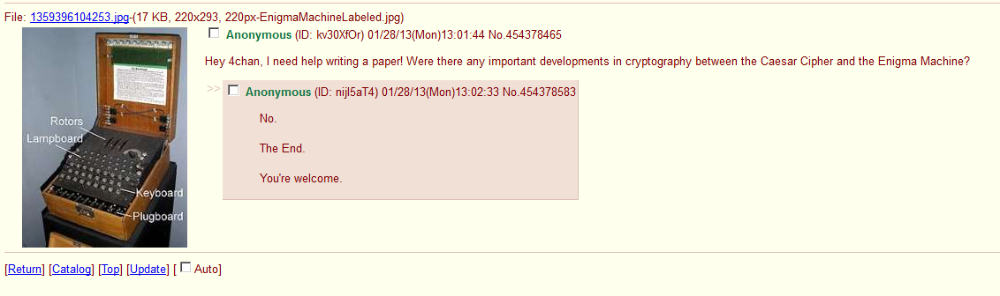 File: 1359396104253.jpg-(17 KB, 220x293, 220px-EnigmaMachineLabeled.jpg)
Anonymous (ID: kv30XfOr) 01/28/13(Mon)13:01:44 No.454378465
Hey 4chan, I need help writing a paper! Were there any important developments in cryptography between the Caesar Cipher and the Enigma Machine?
>> Anonymous (ID: nijI5aT4) 01/28/13(Mon)13:02:33 No.454378583
No.
The End.
You're welcome.
Rotors
Lampboard
Keyboard
Plugboard
[Return] [Catalog] [Top] [Update] [ Auto]